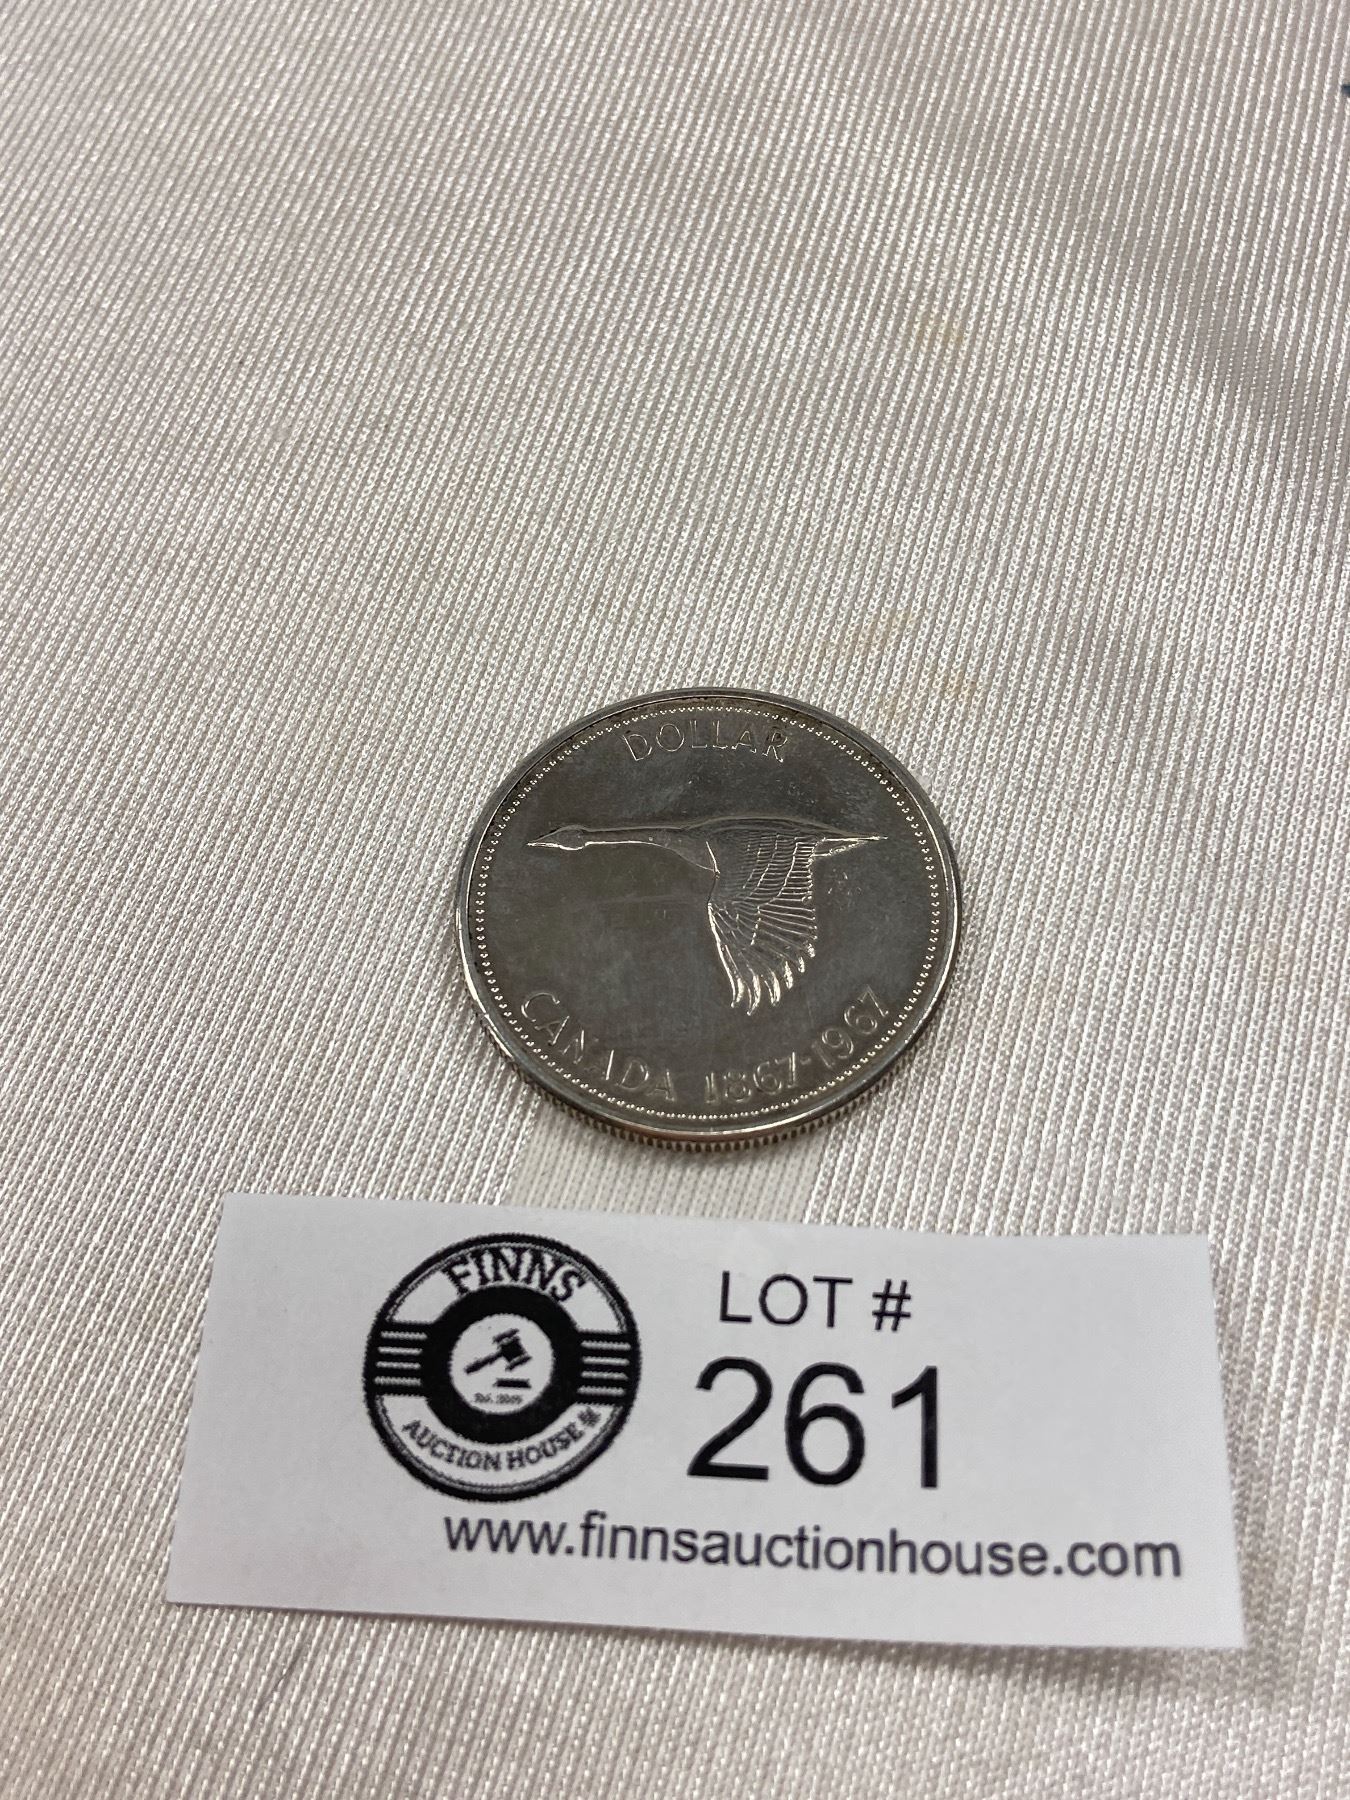 DOLLAR
CANADA 1867-1967
FINNS
AUCTION HOUSE
LOT #
261
www.finnsauctionhouse.com